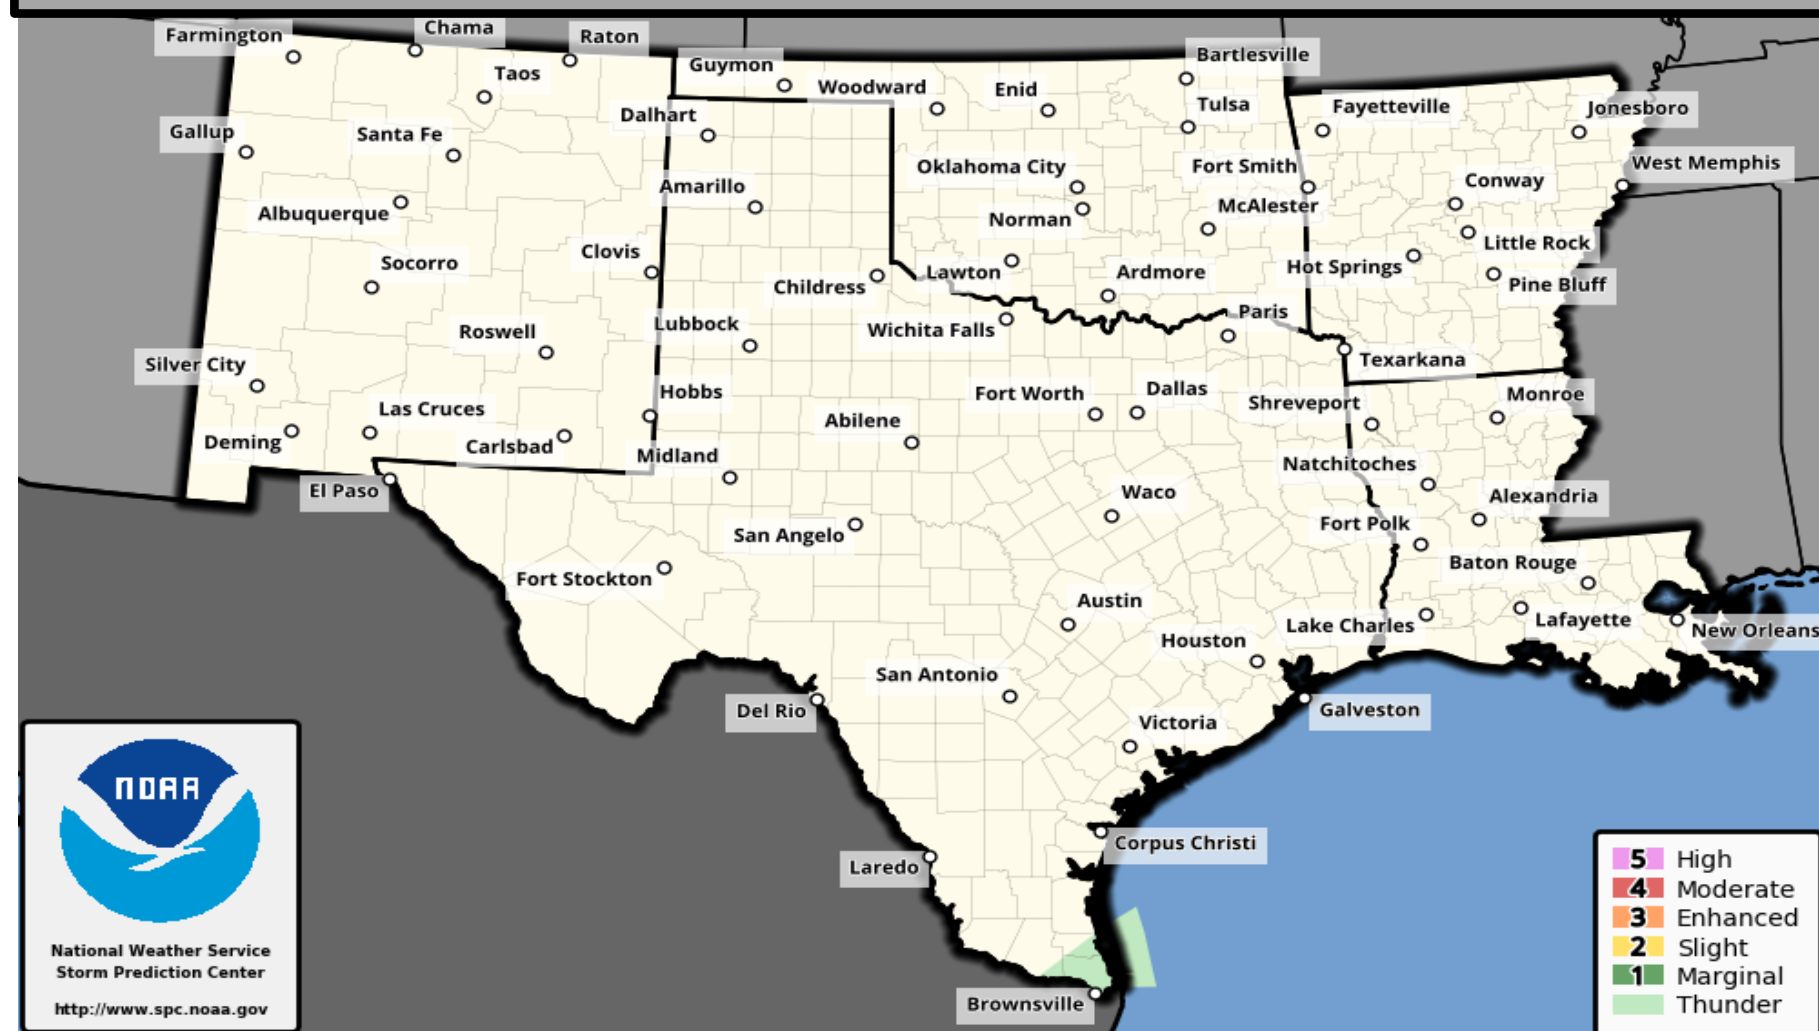 Farmington
Chama
Raton
Taos
Guymon
Woodward
Enid
Bartlesville
Tulsa
Fayetteville
Jonesboro
Dalhart
Gallup
Santa Fe
Oklahoma City
Fort Smith
West Memphis
Conway
Amarillo
Albuquerque
Norman
McAlester
Little Rock
Clovis
Socorro
Lawton
Ardmore
Hot Springs
Pine Bluff
Childress
Paris
Roswell
Lubbock
Wichita Falls
Silver City
Texarkana
Hobbs
Fort Worth
Dallas
Shreveport
Monroe
Las Cruces
Abilene
Deming
Carlsbad
Midland
Natchitoches
El Paso
Waco
Alexandria
San Angelo
Fort Polk
Baton Rouge
Fort Stockton
Austin
Houston
Lake Charles
Lafayette
New Orleans
San Antonio
Del Rio
Victoria
Galveston
Corpus Christi
Laredo
Brownsville
NOAA
National Weather Service
Storm Prediction Center
http://www.spc.noaa.gov
5 High
4 Moderate
3 Enhanced
2 Slight
1 Marginal
Thunder